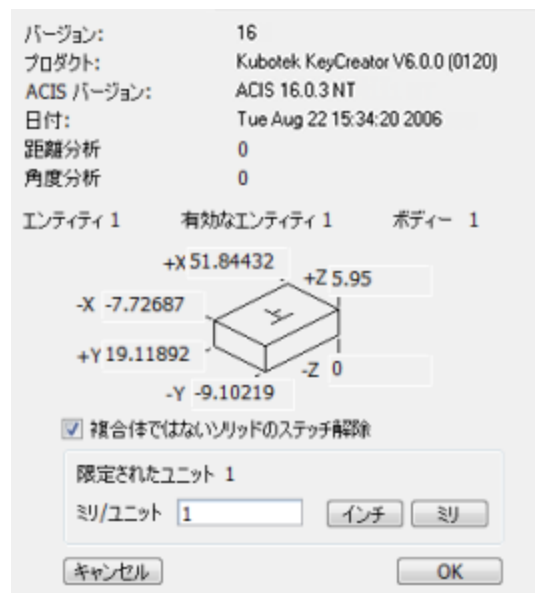 バージョン: 16
プロダクト: Kubotek KeyCreator V6.0.0 (0120)
ACIS バージョン: ACIS 16.0.3 NT
日付: Tue Aug 22 15:34:20 2006
距離分析 0
角度分析 0
エンティティ 1 有効なエンティティ 1 ボディー 1
+X 51.84432
+Z 5.95
-X -7.72687
上
+Y 19.11892
-Z 0
-Y -9.10219
複合体ではないソリッドのステッチ解除
限定されたユニット 1
ミリ/ユニット 1 インチ ミリ
キャンセル OK